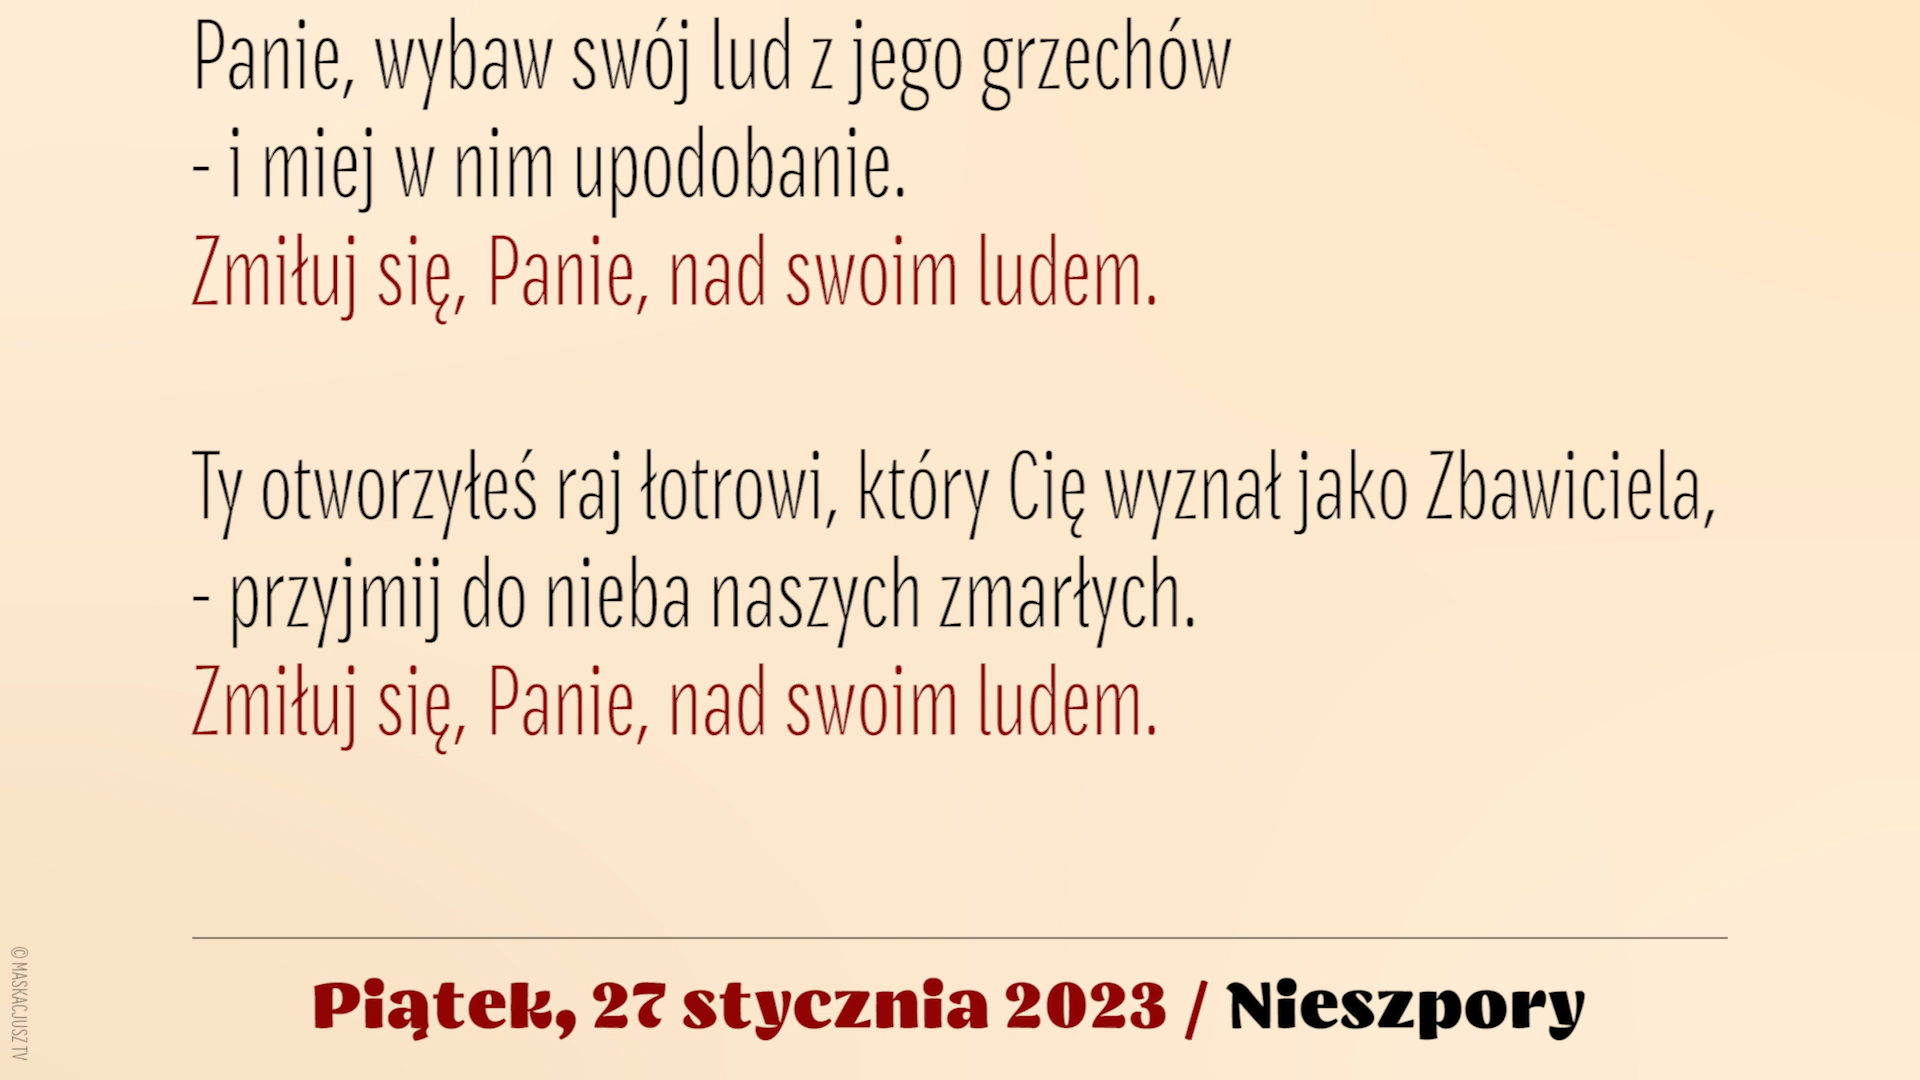 Panie, wybaw swój lud z jego grzechów
- i miej w nim upodobanie.
Zmiłuj się, Panie, nad swoim ludem.
Ty otworzyłeś raj łotrowi, który Cię wyznał jako Zbawiciela,
- przyjmij do nieba naszych zmarłych.
Zmiłuj się, Panie, nad swoim ludem.
Piątek, 27 stycznia 2023 / Nieszpory
© MASKACJUSZ TV